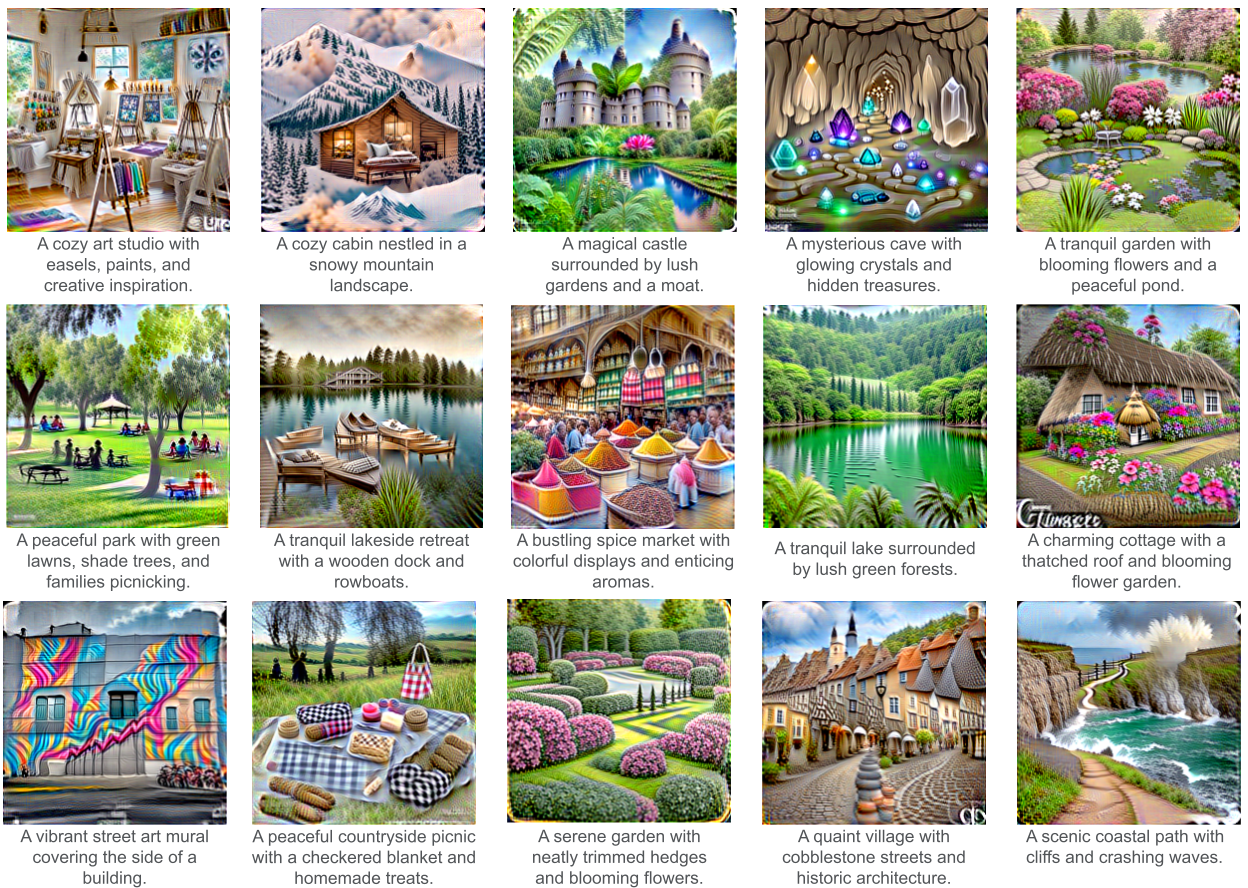 A cozy art studio with
easels, paints, and
creative inspiration.
A cozy cabin nestled in a
snowy mountain
landscape.
A magical castle
surrounded by lush
gardens and a moat.
A mysterious cave with
glowing crystals and
hidden treasures.
A tranquil garden with
blooming flowers and a
peaceful pond.
A peaceful park with green
lawns, shade trees, and
families picnicking.
A tranquil lakeside retreat
with a wooden dock and
rowboats.
A bustling spice market with
colorful displays and enticing
aromas.
A tranquil lake surrounded
by lush green forests.
A charming cottage with a
thatched roof and blooming
flower garden.
A vibrant street art mural
covering the side of a
building.
A peaceful countryside picnic
with a checkered blanket and
homemade treats.
A serene garden with
neatly trimmed hedges
and blooming flowers.
A quaint village with
cobblestone streets and
historic architecture.
A scenic coastal path with
cliffs and crashing waves.